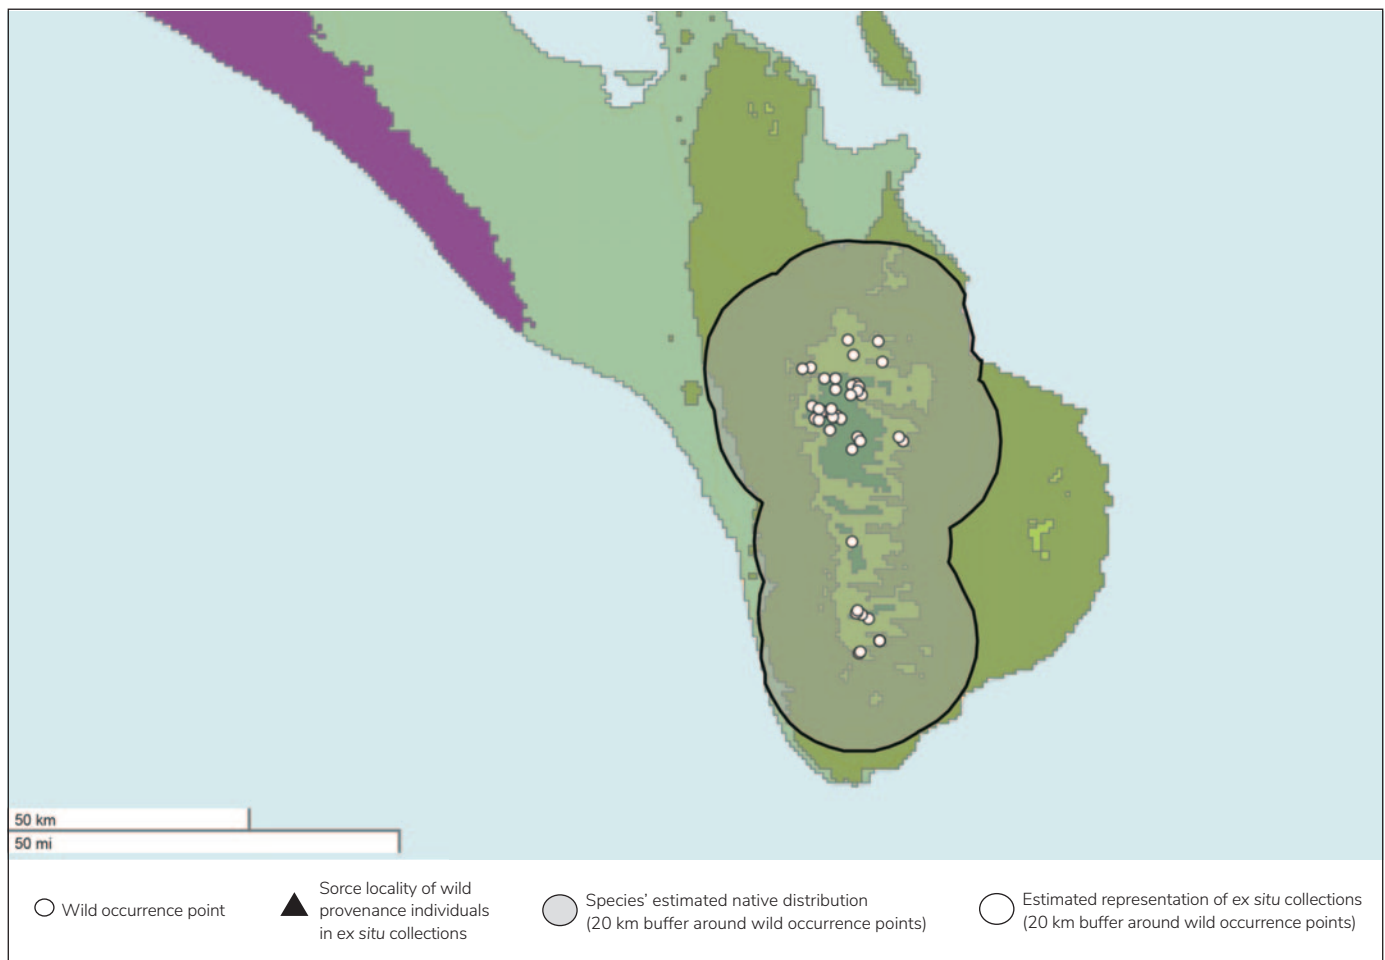 50 km
50 mi
Wild occurrence point
Sorce locality of wild
provenance individuals
in ex situ collections
Species’ estimated native distribution
(20 km buffer around wild occurrence points)
Estimated representation of ex situ collections
(20 km buffer around wild occurrence points)